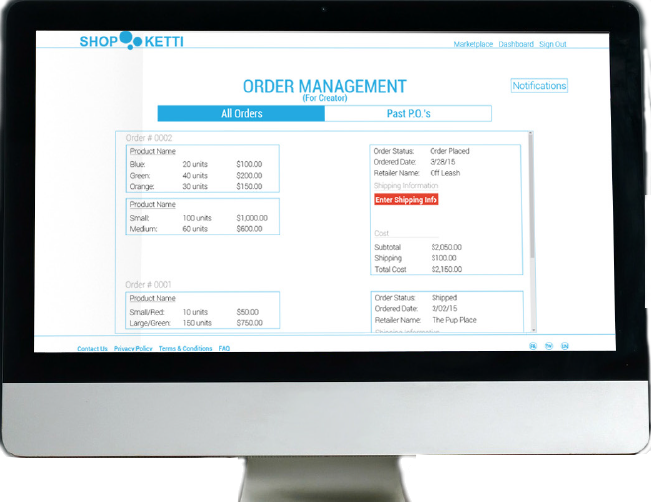 SHOP KETTI
Marketplace Dashboard Sign Out
ORDER MANAGEMENT
(For Creator)
Notifications
All Orders Past P.O.'s
Order # 0002
Product Name
Blue: 20 units $100.00
Green: 40 units $200.00
Orange: 30 units $150.00
Product Name
Small: 100 units $1,000.00
Medium: 60 units $600.00
Order Status: Order Placed
Ordered Date: 3/28/15
Retailer Name: Off Leash
Shipping Information
Enter Shipping Info
Cost
Subtotal $2,050.00
Shipping $100.00
Total Cost $2,150.00
Order # 0001
Product Name
Small/Red: 10 units $50.00
Large/Green: 150 units $750.00
Order Status: Shipped
Ordered Date: 2/02/15
Retailer Name: The Pup Place
Shipping Information
Contact Us Privacy Policy Terms & Conditions FAQ